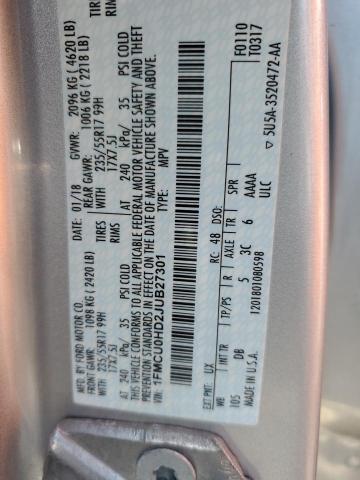 MFD. BY FORD MOTOR CO.
DATE: 01/18 GVWR: 2096 KG ( 4620 LB)
FRONT GAWR: 1098 KG (2420 LB) REAR GAWR: 1006 KG (2218 LB)
235/55R17 99H TIRES 235/55R17 99H TIRES
17X7.5J RIMS 17X7.5J RIMS
AT 240 kPa/ 35 PSI COLD AT 240 kPa/ 35 PSI COLD
THIS VEHICLE CONFORMS TO ALL APPLICABLE FEDERAL MOTOR VEHICLE SAFETY AND THEFT
PREVENTION STANDARDS IN EFFECT ON THE DATE OF MANUFACTURE SHOWN ABOVE.
VIN: 1FMCU0HD2JUB27301
TYPE: MPV
F0110
T0317
EXT PNT: UX RC: 48 DSO:
WB INT TR TP/PS R AXLE TR SPR
105 DB 5 3C 6 AAAA
ULC
MADE IN U.S.A. 1201801080598
▽ 5U5A-3520472-AA